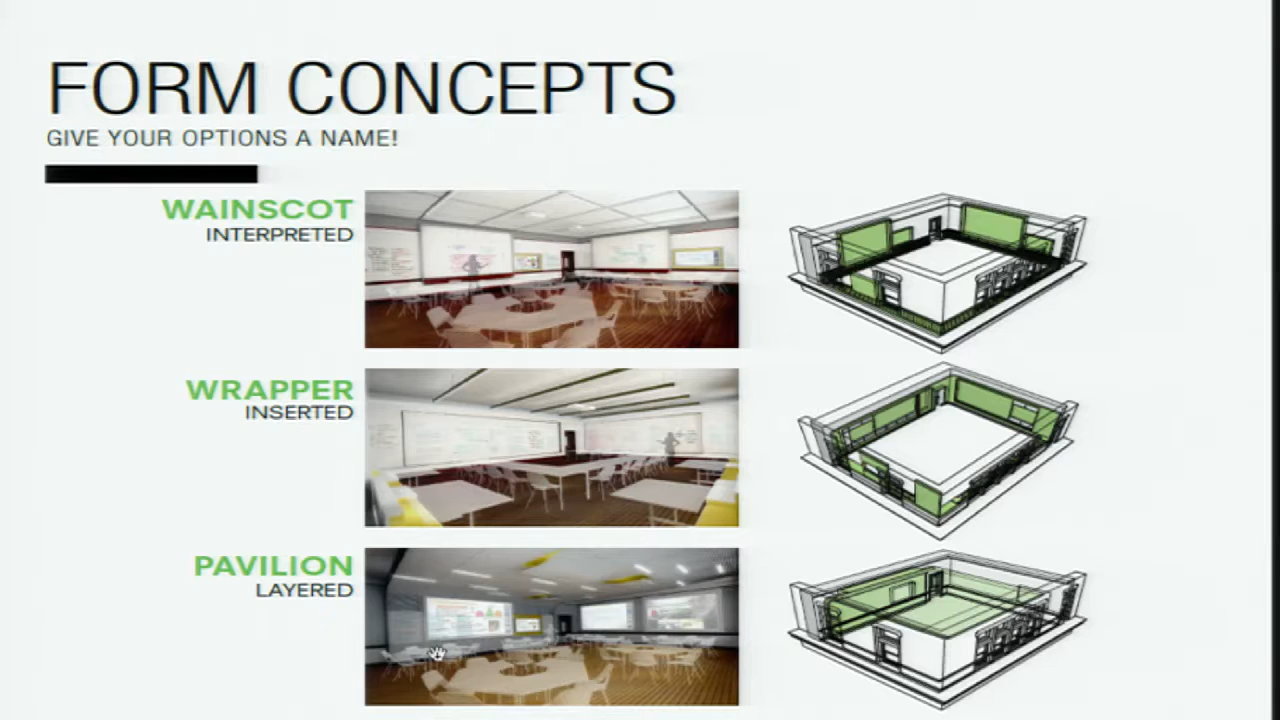 FORM CONCEPTS
GIVE YOUR OPTIONS A NAME!
WAINSCOT
INTERPRETED
WRAPPER
INSERTED
PAVILION
LAYERED